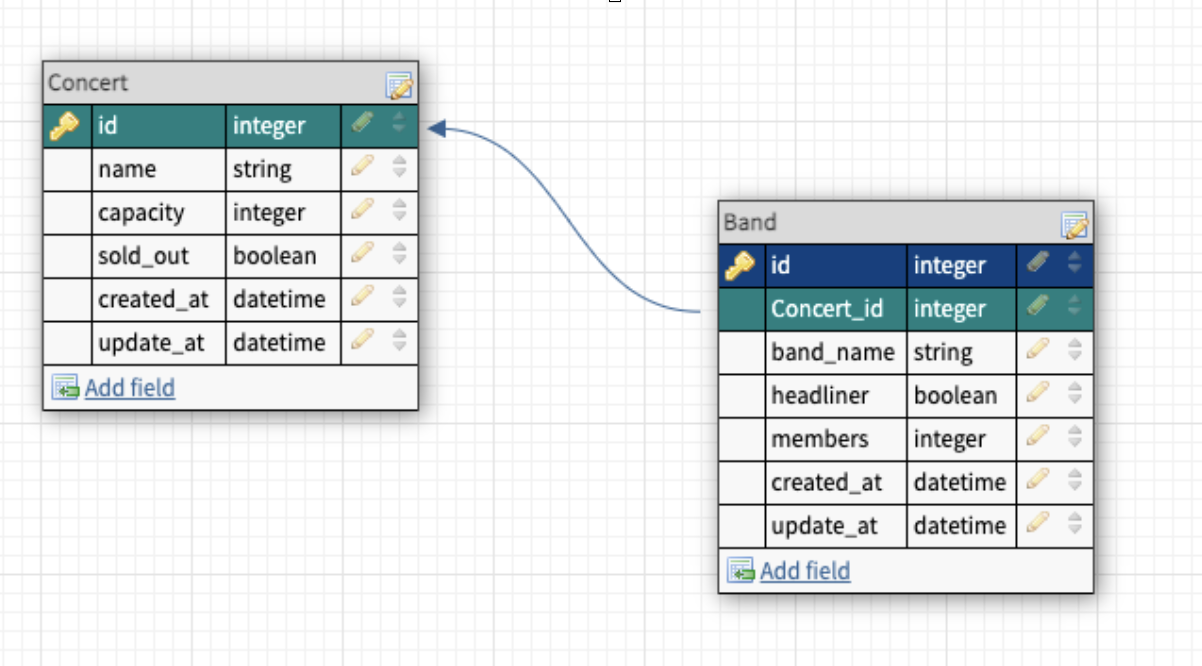 Concert
id integer
name string
capacity integer
sold_out boolean
created_at datetime
update_at datetime
Add field
Band
id integer
Concert_id integer
band_name string
headliner boolean
members integer
created_at datetime
update_at datetime
Add field